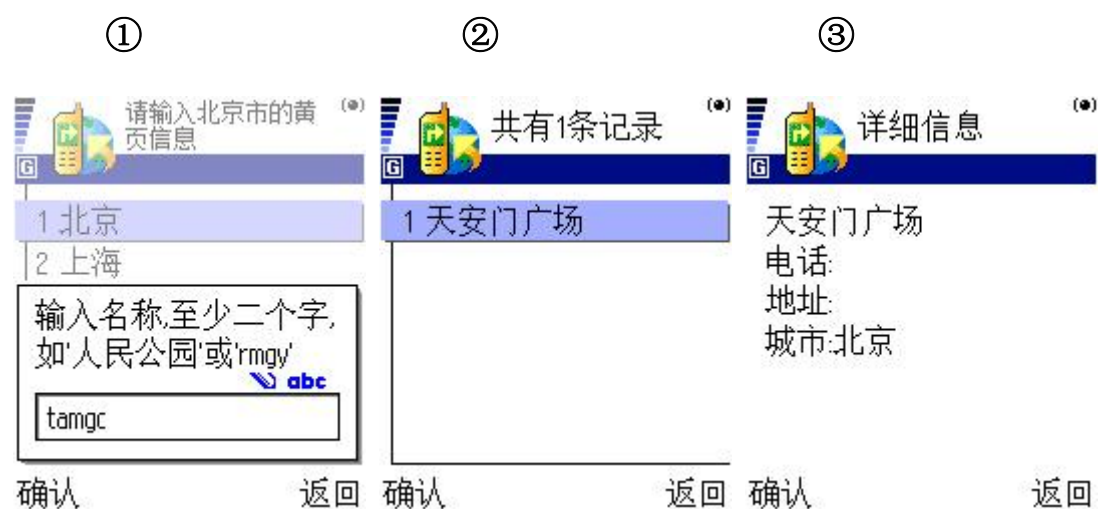 ①
②
③
请输入北京市的黄
页信息
G
1 北京
2 上海
输入名称,至少二个字,
如'人民公园'或'rmgy'
abc
tamgc
确认 返回
共有1条记录
G
1 天安门广场
确认 返回
详细信息
G
天安门广场
电话:
地址:
城市:北京
确认 返回